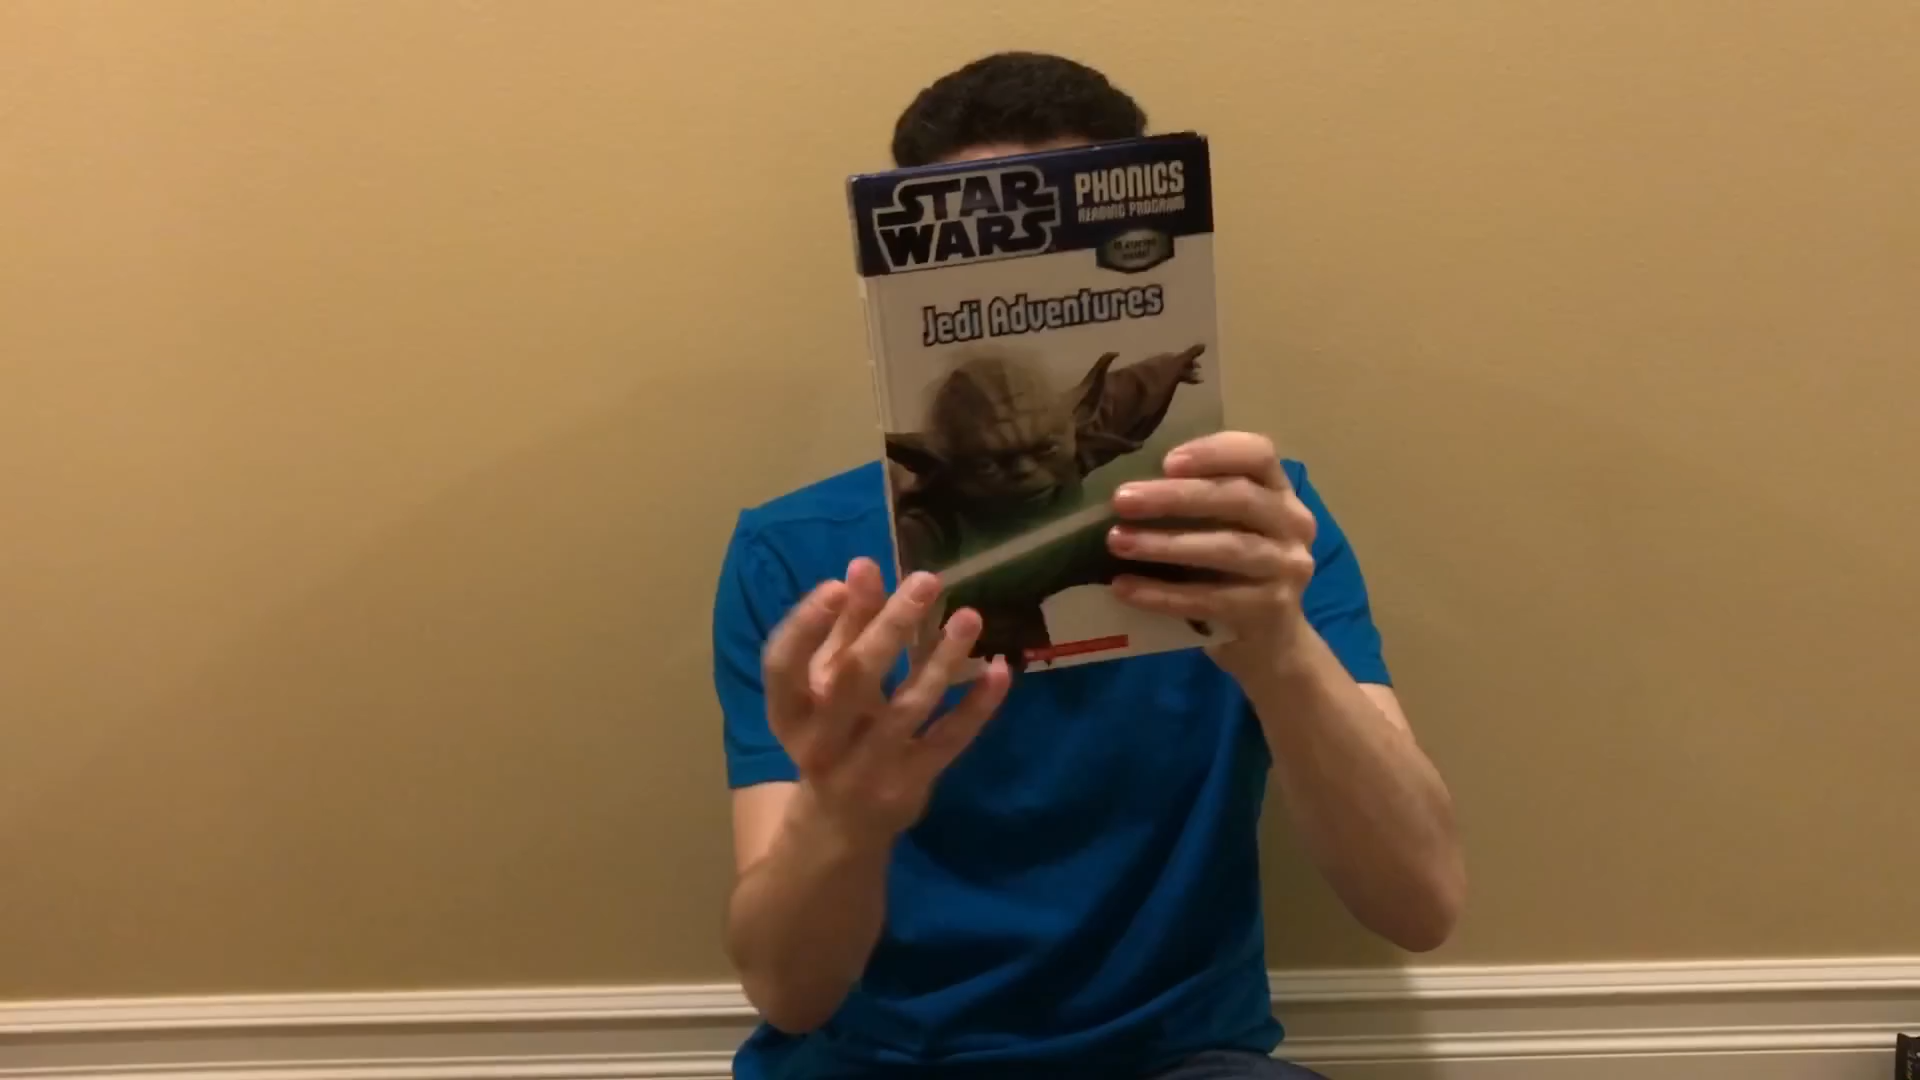 STAR
WARS
PHONICS
READING PROGRAM
Jedi Adventures